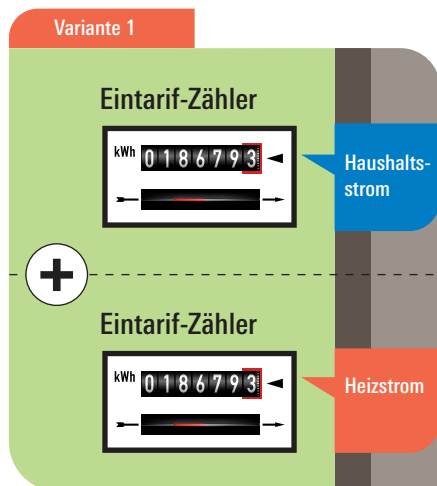 Variante 1
Eintarif-Zähler
kWh 0186793
Haushalts-
strom
+
Eintarif-Zähler
kWh 0186793
Heizstrom